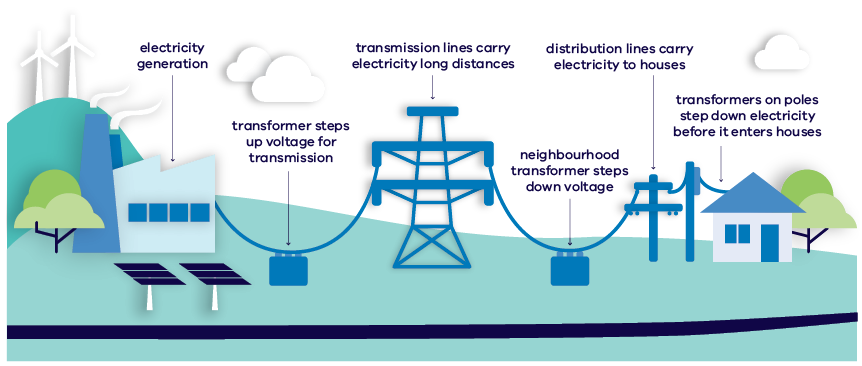 electricity
generation
transformer steps
up voltage for
transmission
transmission lines carry
electricity long distances
neighbourhood
transformer steps
down voltage
distribution lines carry
electricity to houses
transformers on poles
step down electricity
before it enters houses